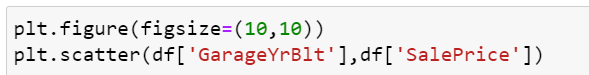 plt.figure(figsize=(10,10))
plt.scatter(df['GarageYrBlt'],df['SalePrice'])